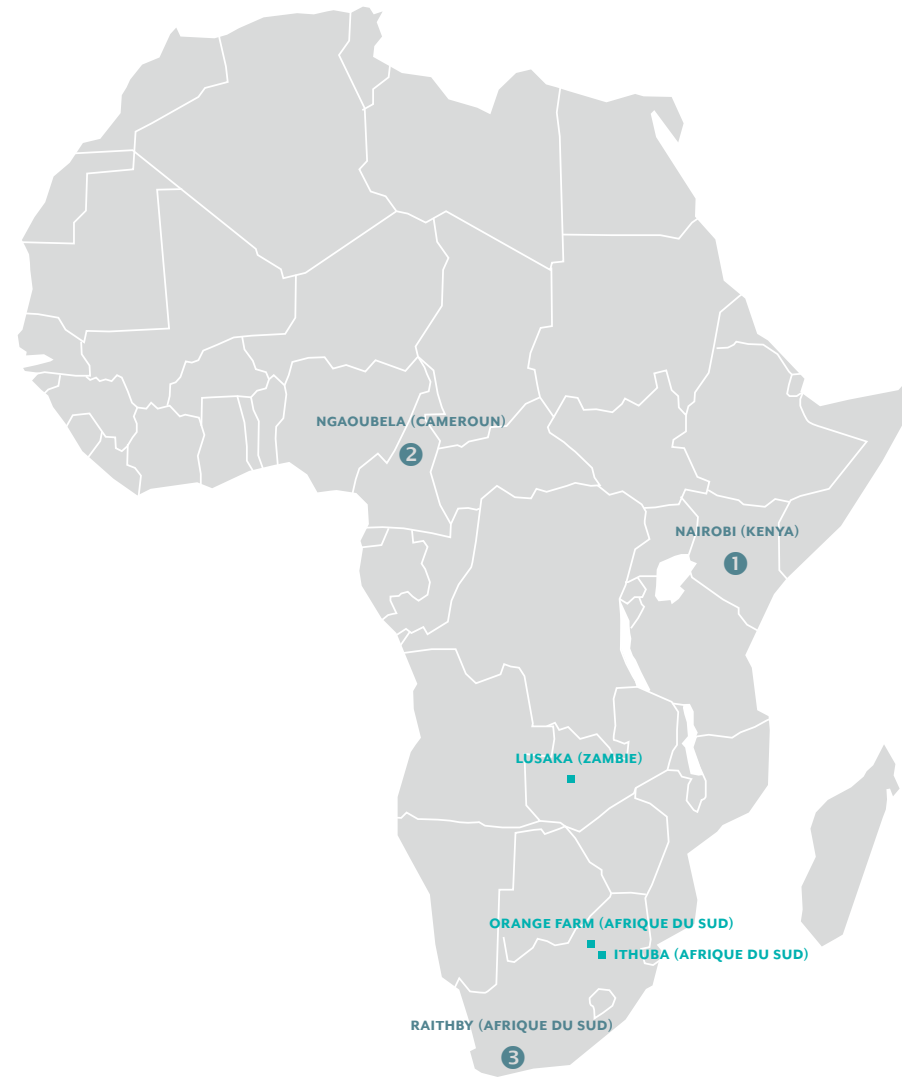 NGAOUBELA (CAMEROUN)
2
NAIROBI (KENYA)
1
LUSAKA (ZAMBIE)
ORANGE FARM (AFRIQUE DU SUD)
ITHUBA (AFRIQUE DU SUD)
RAITHBY (AFRIQUE DU SUD)
3